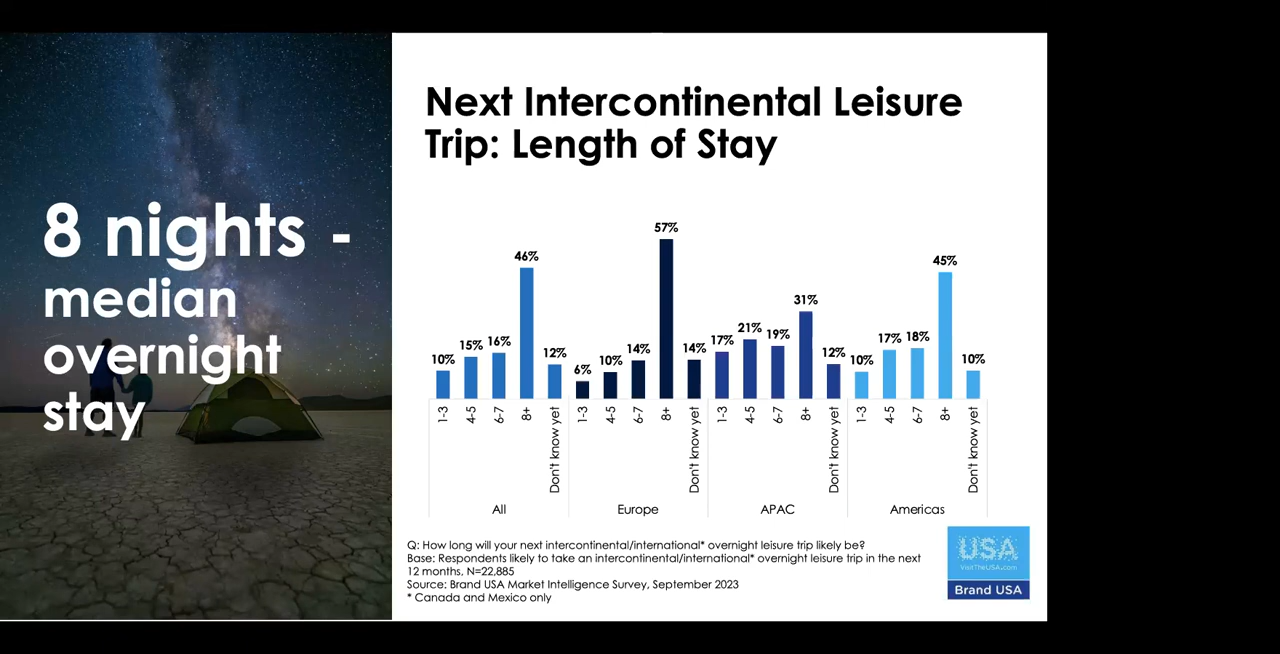 8 nights -
median
overnight
stay
Next Intercontinental Leisure
Trip: Length of Stay
10% 15% 16% 46% 12% 6% 10% 14% 57% 14% 17% 21% 19% 31% 12% 10% 17% 18% 45% 10%
1-3 4-5 6-7 8+ Don't know yet 1-3 4-5 6-7 8+ Don't know yet 1-3 4-5 6-7 8+ Don't know yet 1-3 4-5 6-7 8+ Don't know yet
All Europe APAC Americas
Q: How long will your next intercontinental/international* overnight leisure trip likely be?
Base: Respondents likely to take an intercontinental/international* overnight leisure trip in the next
12 months, N=22,885
Source: Brand USA Market Intelligence Survey, September 2023
* Canada and Mexico only
USA
VisitTheUSA.com
Brand USA